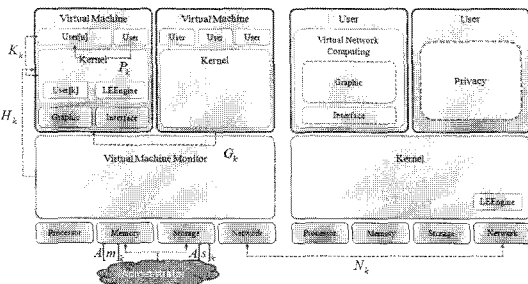 Virtual Machine Virtual Machine User User
User[u] User User User User Virtual Network
Computing
K_k Kernel P_k Kernel
Graphic Privacy
User[k] LEEngine
H_k Graphic Interface Interface
G_k
Virtual Machine Monitor Kernel
LEEngine
Processor Memory Storage Network Processor Memory Storage Network
A[m]_k A[s]_k N_k